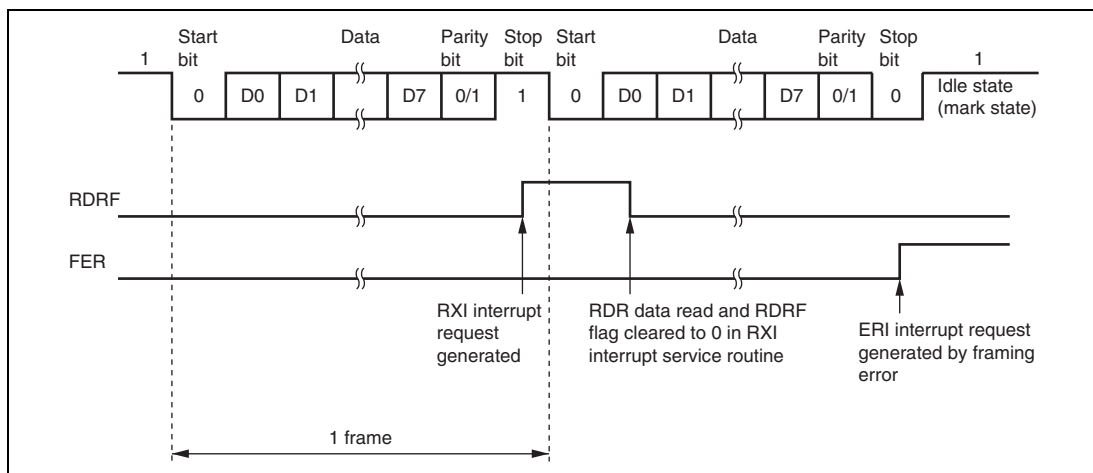 Start bit
Data
Parity bit
Stop bit
Start bit
Data
Parity bit
Stop bit
1
1
0
D0
D1
D7
0/1
1
0
D0
D1
D7
0/1
0
Idle state
(mark state)
RDRF
FER
RXI interrupt
request
generated
RDR data read and RDRF
flag cleared to 0 in RXI
interrupt service routine
ERI interrupt request
generated by framing
error
1 frame